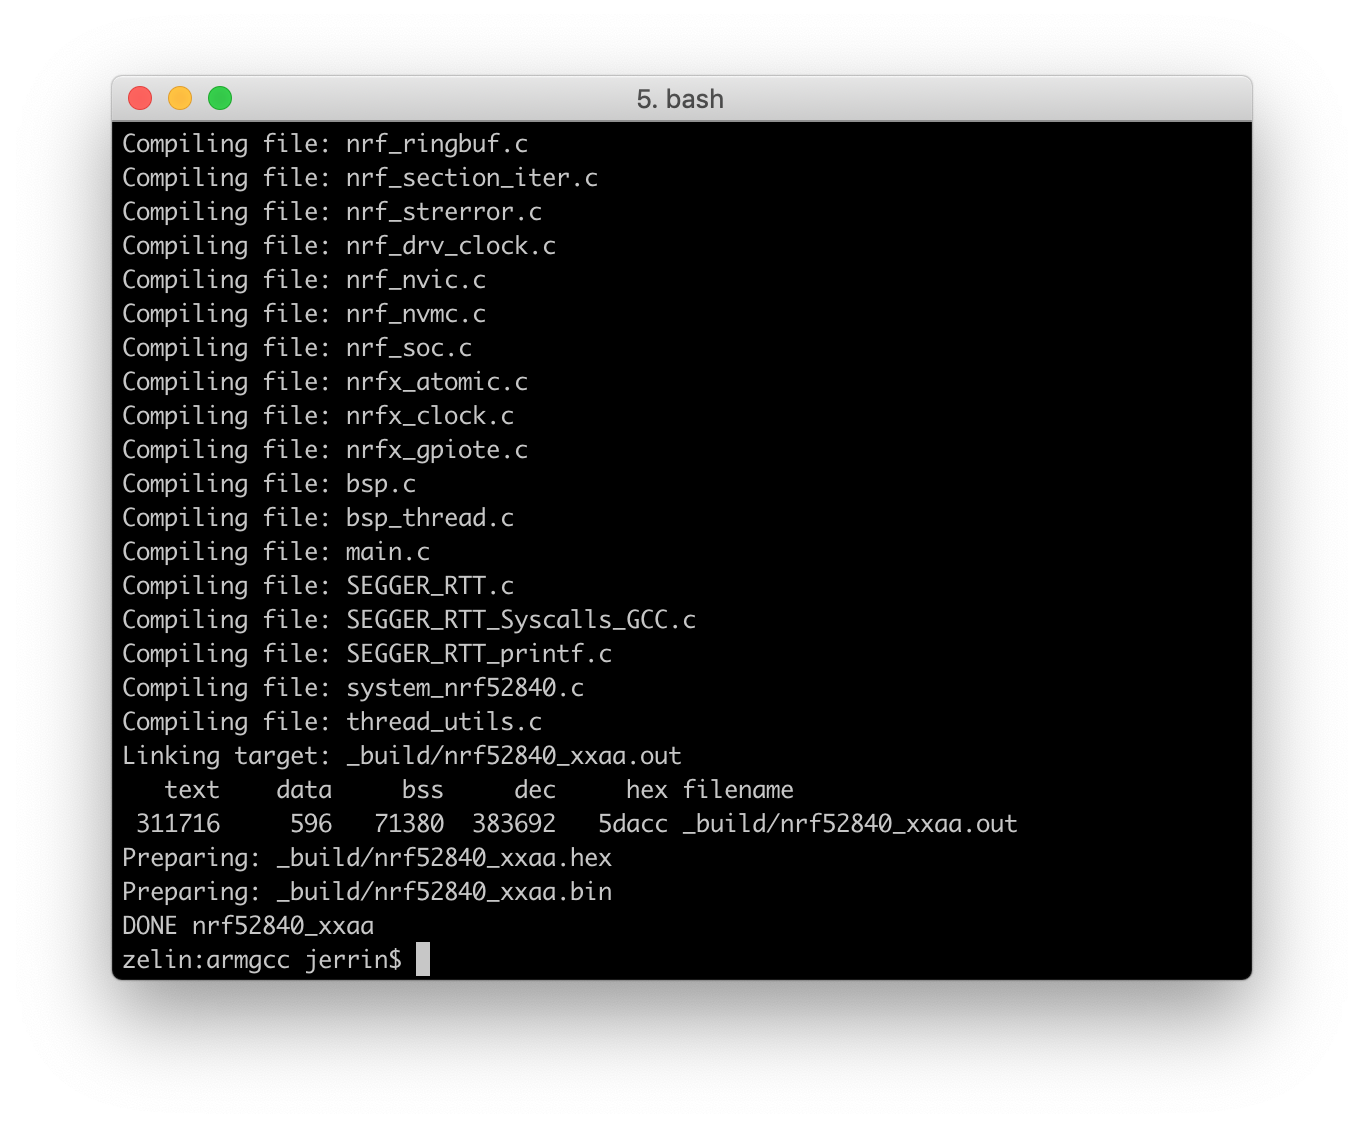 5. bash
Compiling file: nrf_ringbuf.c
Compiling file: nrf_section_iter.c
Compiling file: nrf_strerror.c
Compiling file: nrf_drv_clock.c
Compiling file: nrf_nvic.c
Compiling file: nrf_nvmc.c
Compiling file: nrf_soc.c
Compiling file: nrfx_atomic.c
Compiling file: nrfx_clock.c
Compiling file: nrfx_gpiote.c
Compiling file: bsp.c
Compiling file: bsp_thread.c
Compiling file: main.c
Compiling file: SEGGER_RTT.c
Compiling file: SEGGER_RTT_Syscalls_GCC.c
Compiling file: SEGGER_RTT_printf.c
Compiling file: system_nrf52840.c
Compiling file: thread_utils.c
Linking target: _build/nrf52840_xxaa.out
   text    data     bss     dec     hex filename
 311716     596   71380  383692   5dacc _build/nrf52840_xxaa.out
Preparing: _build/nrf52840_xxaa.hex
Preparing: _build/nrf52840_xxaa.bin
DONE nrf52840_xxaa
zelin:armgcc jerrin$